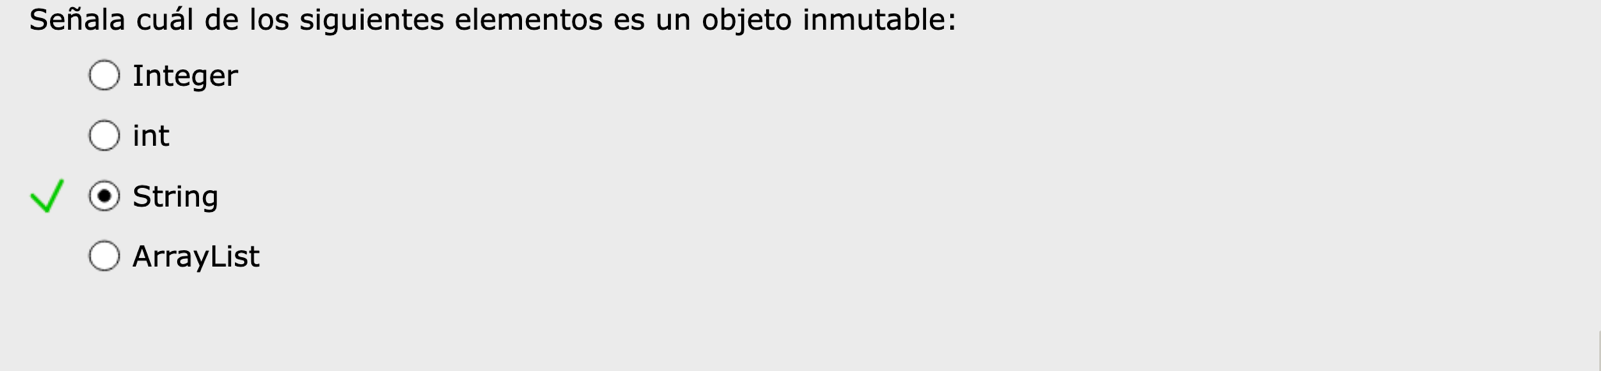 Señala cuál de los siguientes elementos es un objeto inmutable:
Integer
int
String
ArrayList